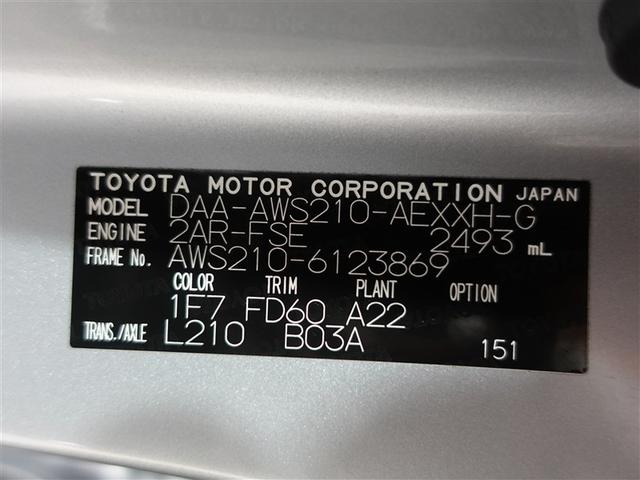 TOYOTA MOTOR CORPORATION JAPAN
MODEL DAA-AWS210-AEXXH-G
ENGINE 2AR-FSE 2493 mL
FRAME No. AWS210-6123869
COLOR TRIM PLANT OPTION
1F7 FD60 A22
TRANS./AXLE L210 B03A 151